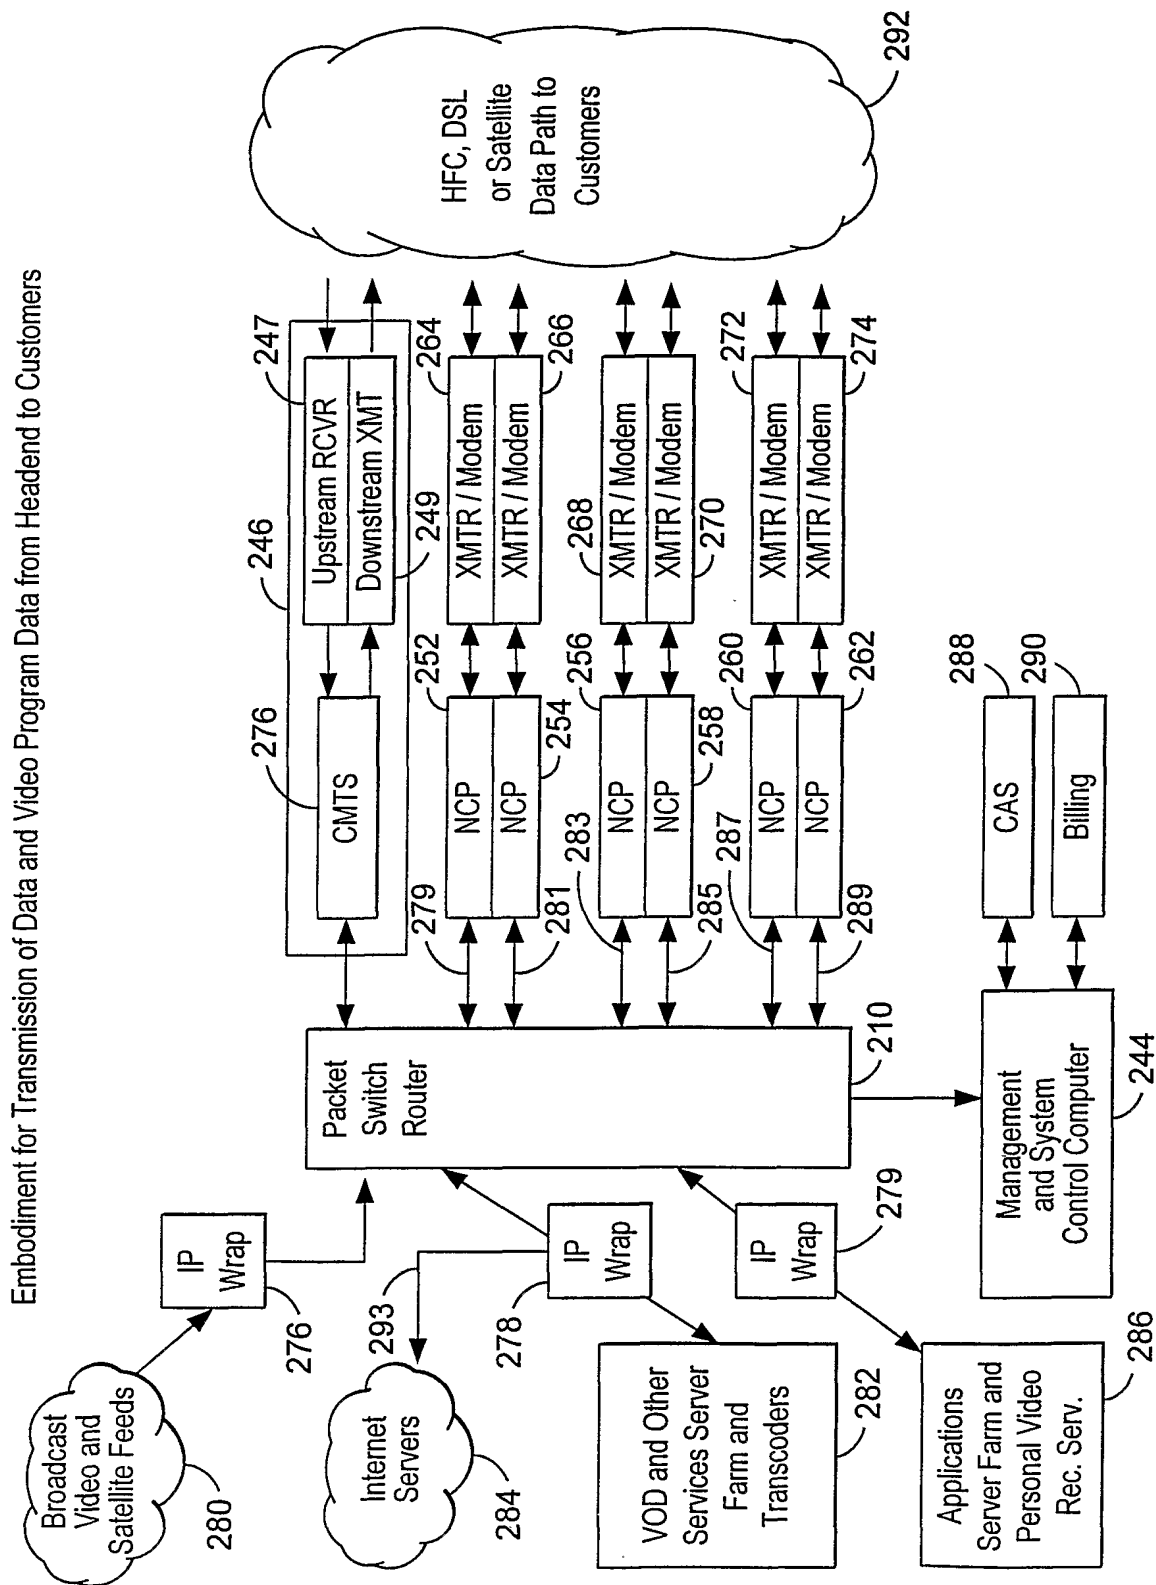 Embodiment for Transmission of Data and Video Program Data from Headend to Customers
Broadcast
Video and
Satellite Feeds
280
IP
Wrap
276
Internet
Servers
284
293
IP
Wrap
278
VOD and Other
Services Server
Farm and
Transcoders
282
IP
Wrap
279
Applications
Server Farm and
Personal Video
Rec. Serv.
286
Packet
Switch
Router
210
Management
and System
Control Computer
244
CAS
288
Billing
290
246
CMTS
276
Upstream RCVR
247
Downstream XMT
249
279
NCP
252
XMTR / Modem
264
281
NCP
254
XMTR / Modem
266
283
NCP
256
XMTR / Modem
268
285
NCP
258
XMTR / Modem
270
287
NCP
260
XMTR / Modem
272
289
NCP
262
XMTR / Modem
274
HFC, DSL
or Satellite
Data Path to
Customers
292